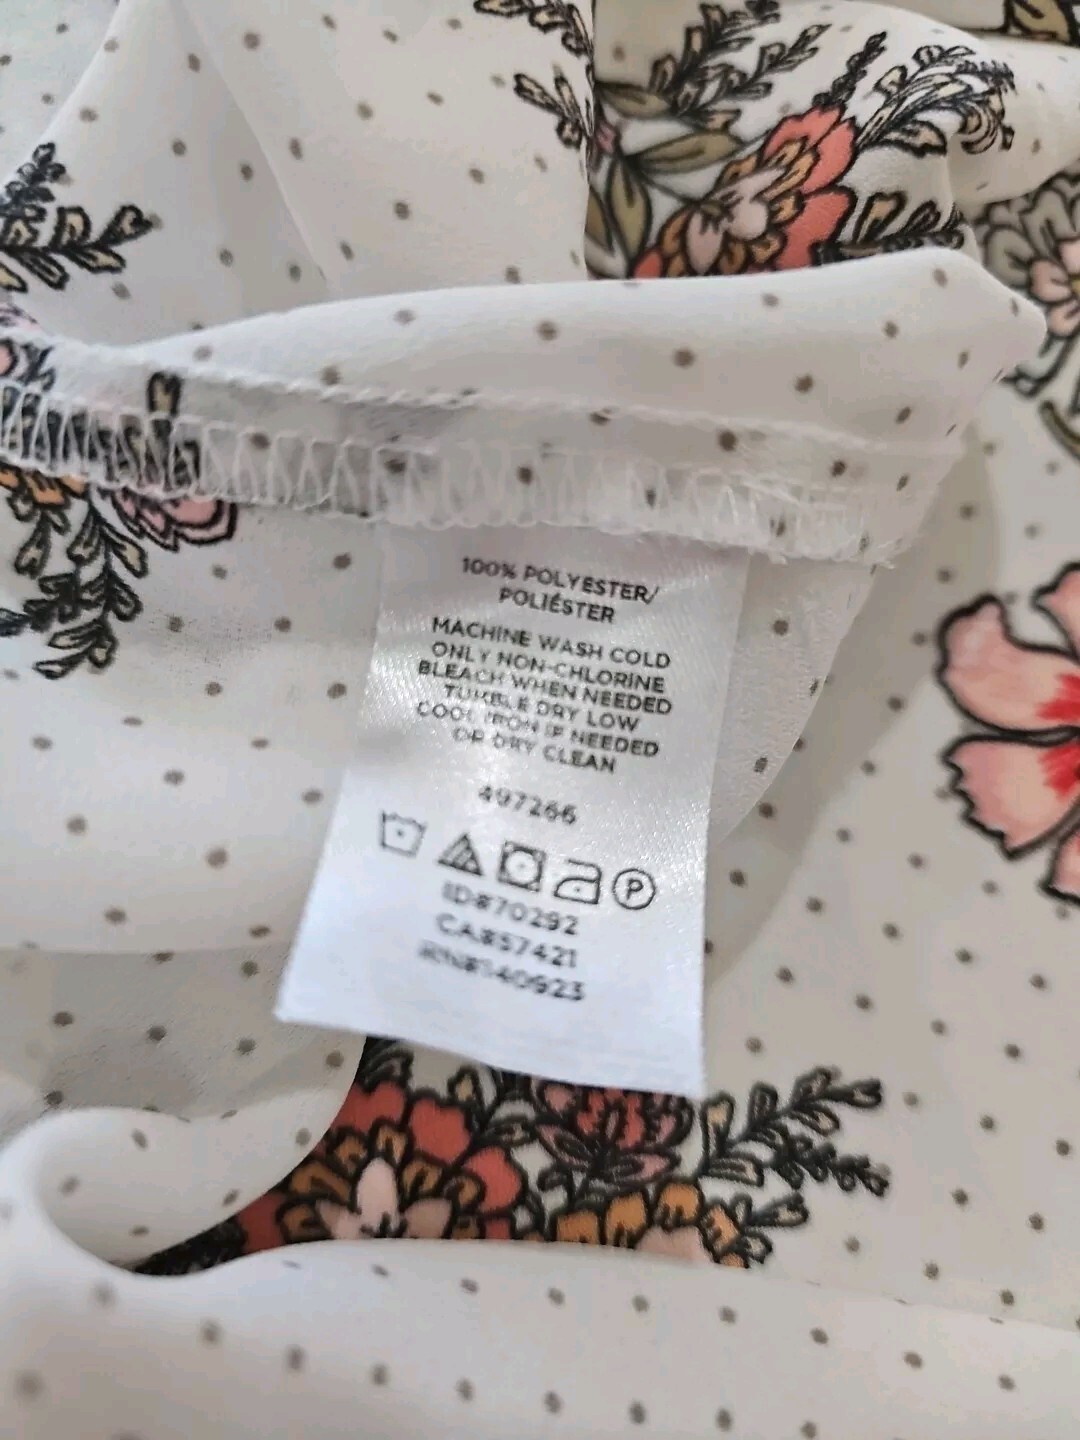 100% POLYESTER/
POLIÉSTER
MACHINE WASH COLD
ONLY NON-CHLORINE
BLEACH WHEN NEEDED
TUMBLE DRY LOW
COOL IRON IF NEEDED
OR DRY CLEAN
497266
P
ID#70292
CA#57421
RN#140923